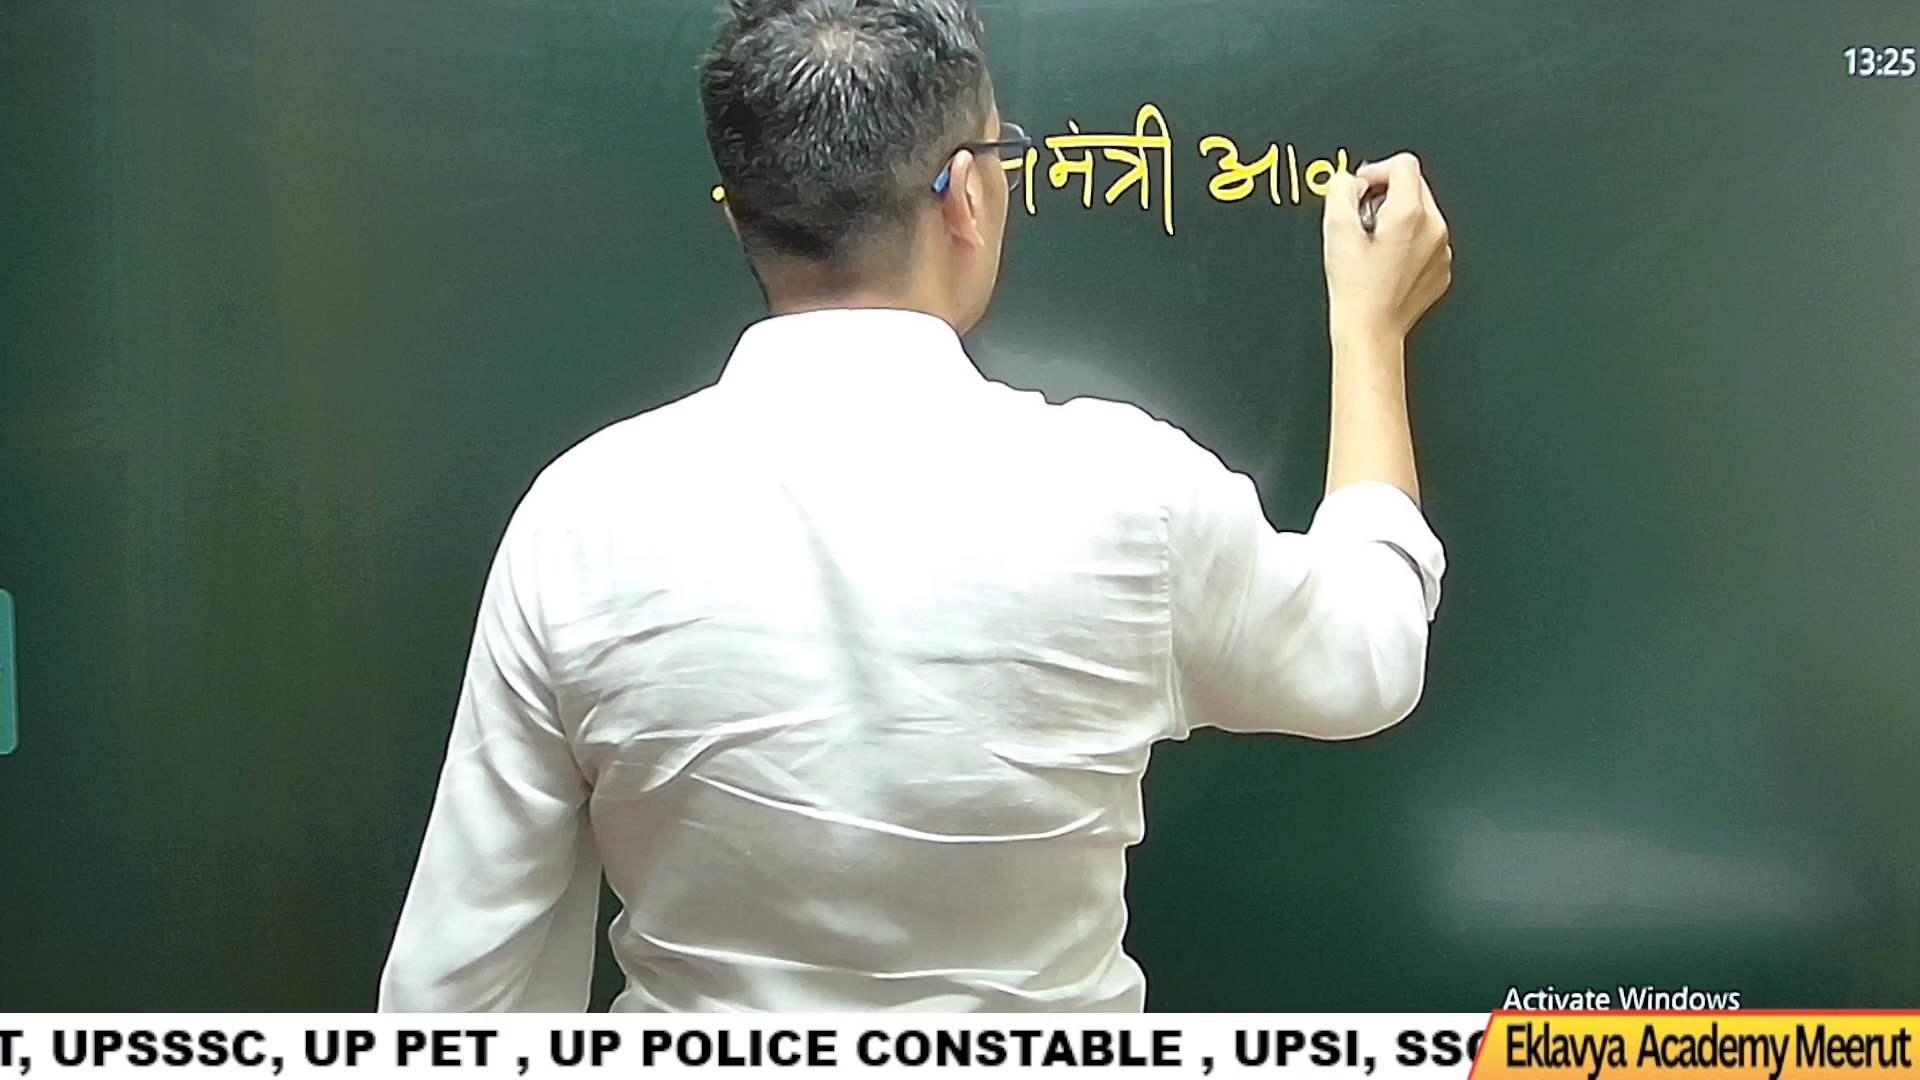 13:25
मंत्री
Activate Windows
T, UPSSSC, UP PET , UP POLICE CONSTABLE , UPSI, SSC
Eklavya Academy Meerut